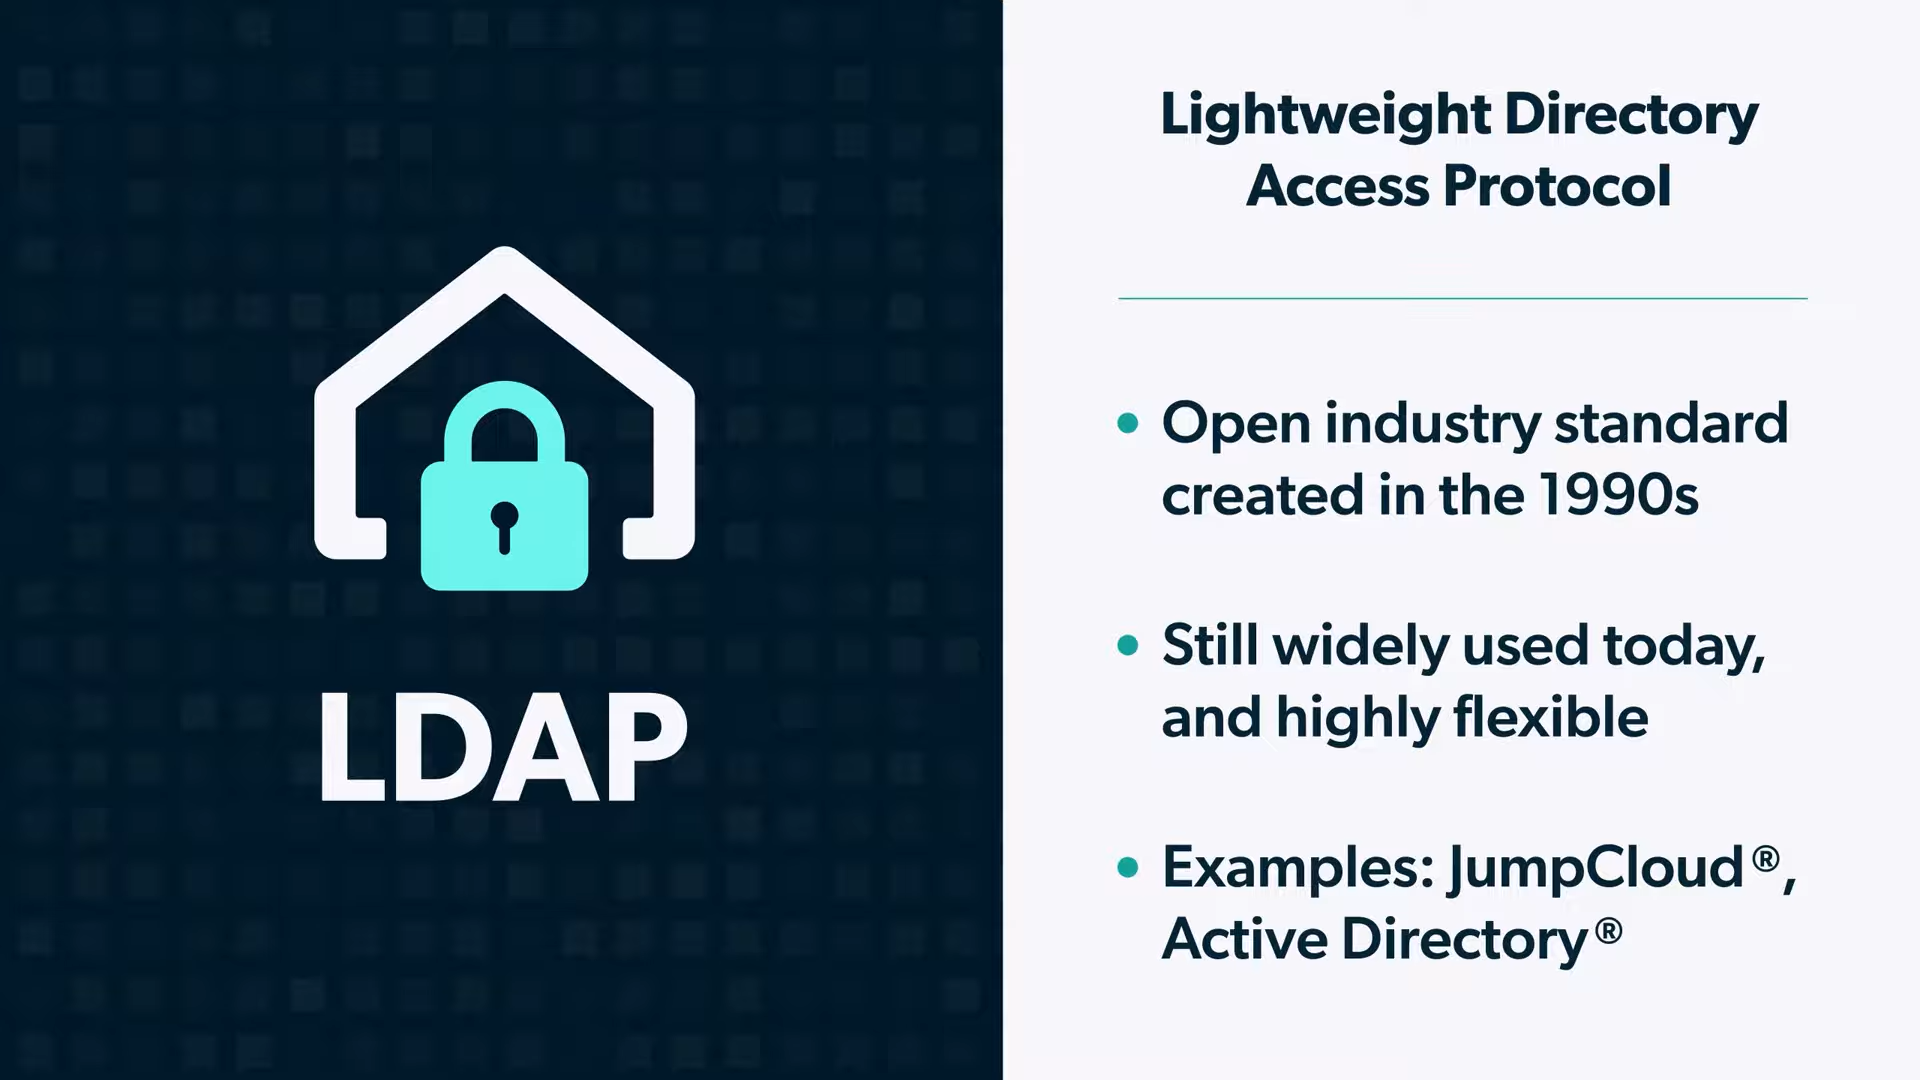 LDAP
Lightweight Directory
Access Protocol
• Open industry standard
created in the 1990s
• Still widely used today,
and highly flexible
• Examples: JumpCloud®,
Active Directory®